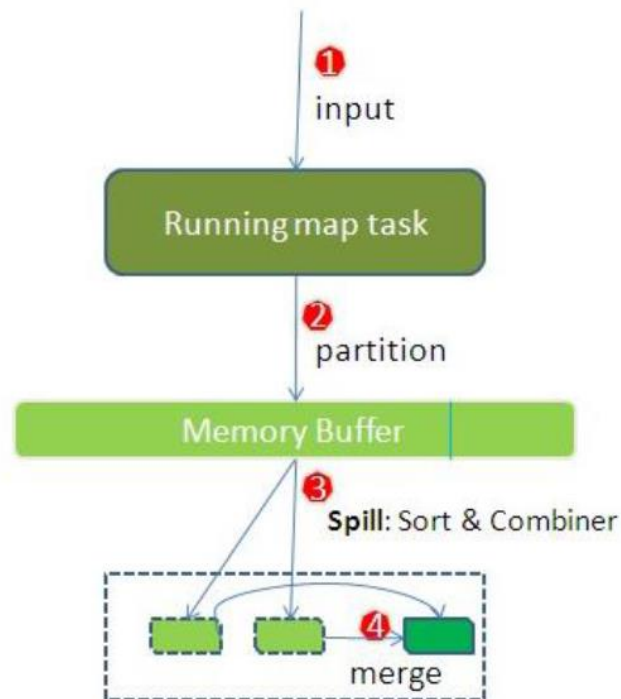 1
input
Running map task
2
partition
Memory Buffer
3
Spill: Sort & Combiner
4
merge